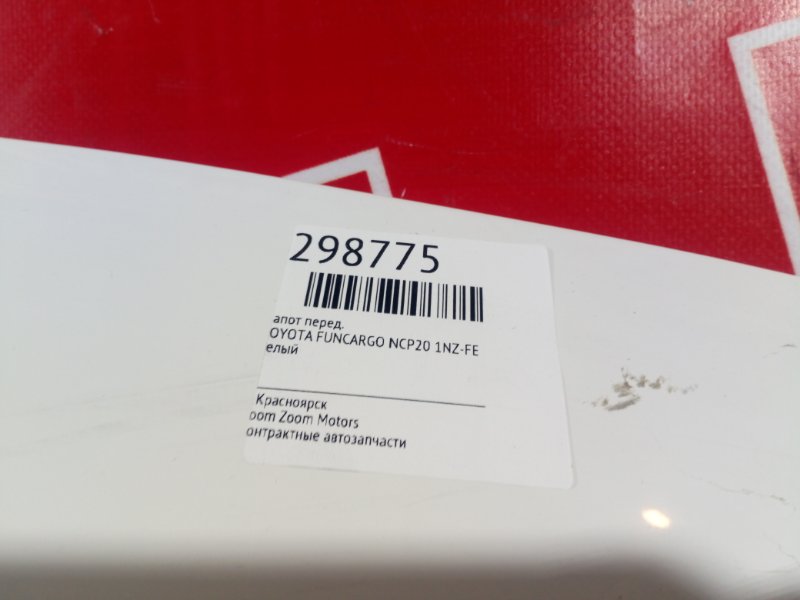 298775
апот перед.
OYOTA FUNCARGO NCP20 1NZ-FE
елый
Красноярск
oom Zoom Motors
онтрактные автозапчасти